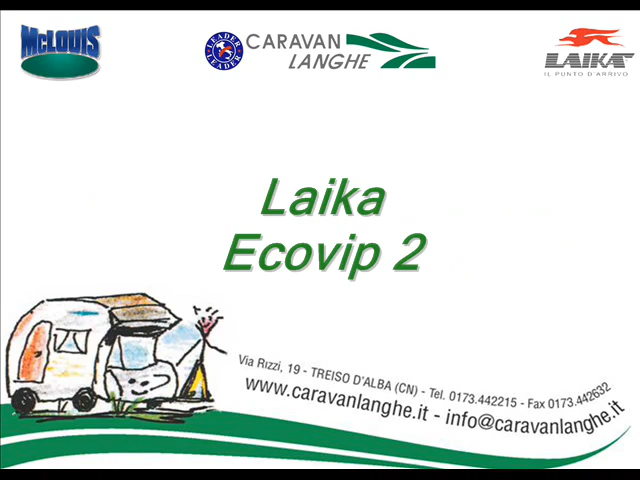 McLOUIS
LEADER LEADER
CARAVAN
LANGHE
LAIKA
IL PUNTO D'ARRIVO
Laika
Ecovip 2
Via Rizzi, 19 - TREISO D'ALBA (CN) - Tel. 0173.442215 - Fax 0173.442632
www.caravanlanghe.it - info@caravanlanghe.it